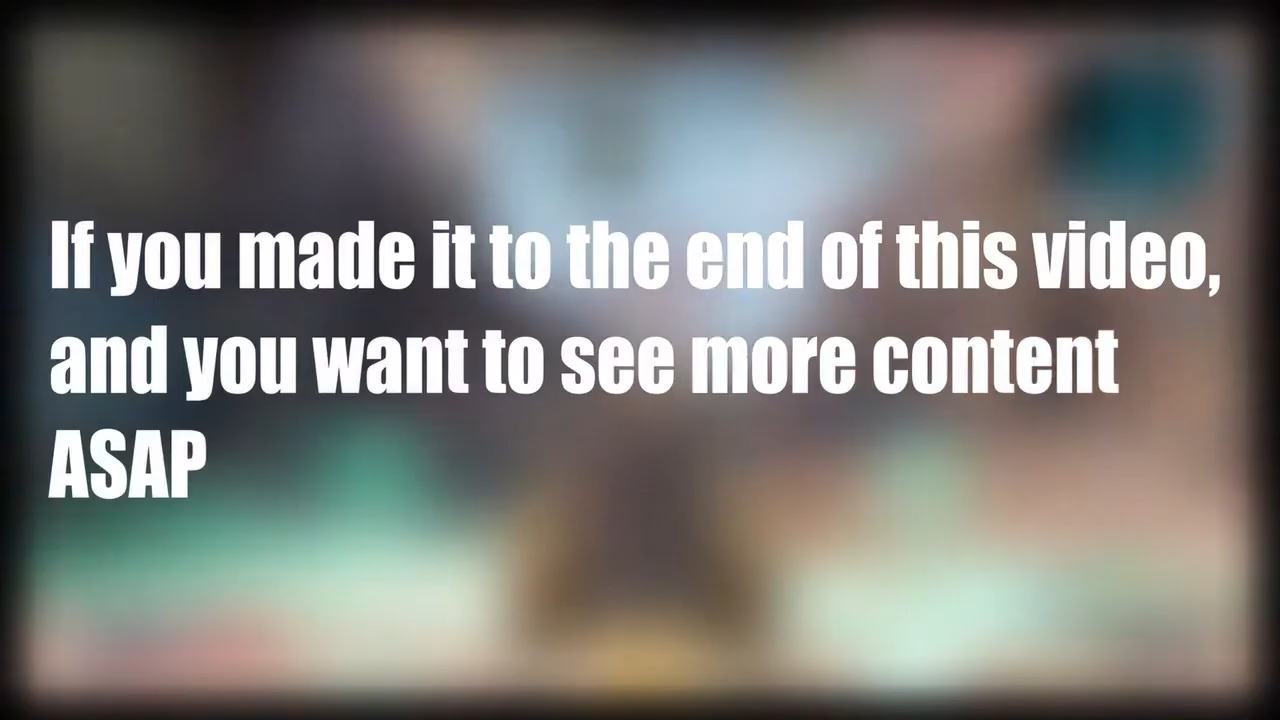 If you made it to the end of this video,
and you want to see more content
ASAP